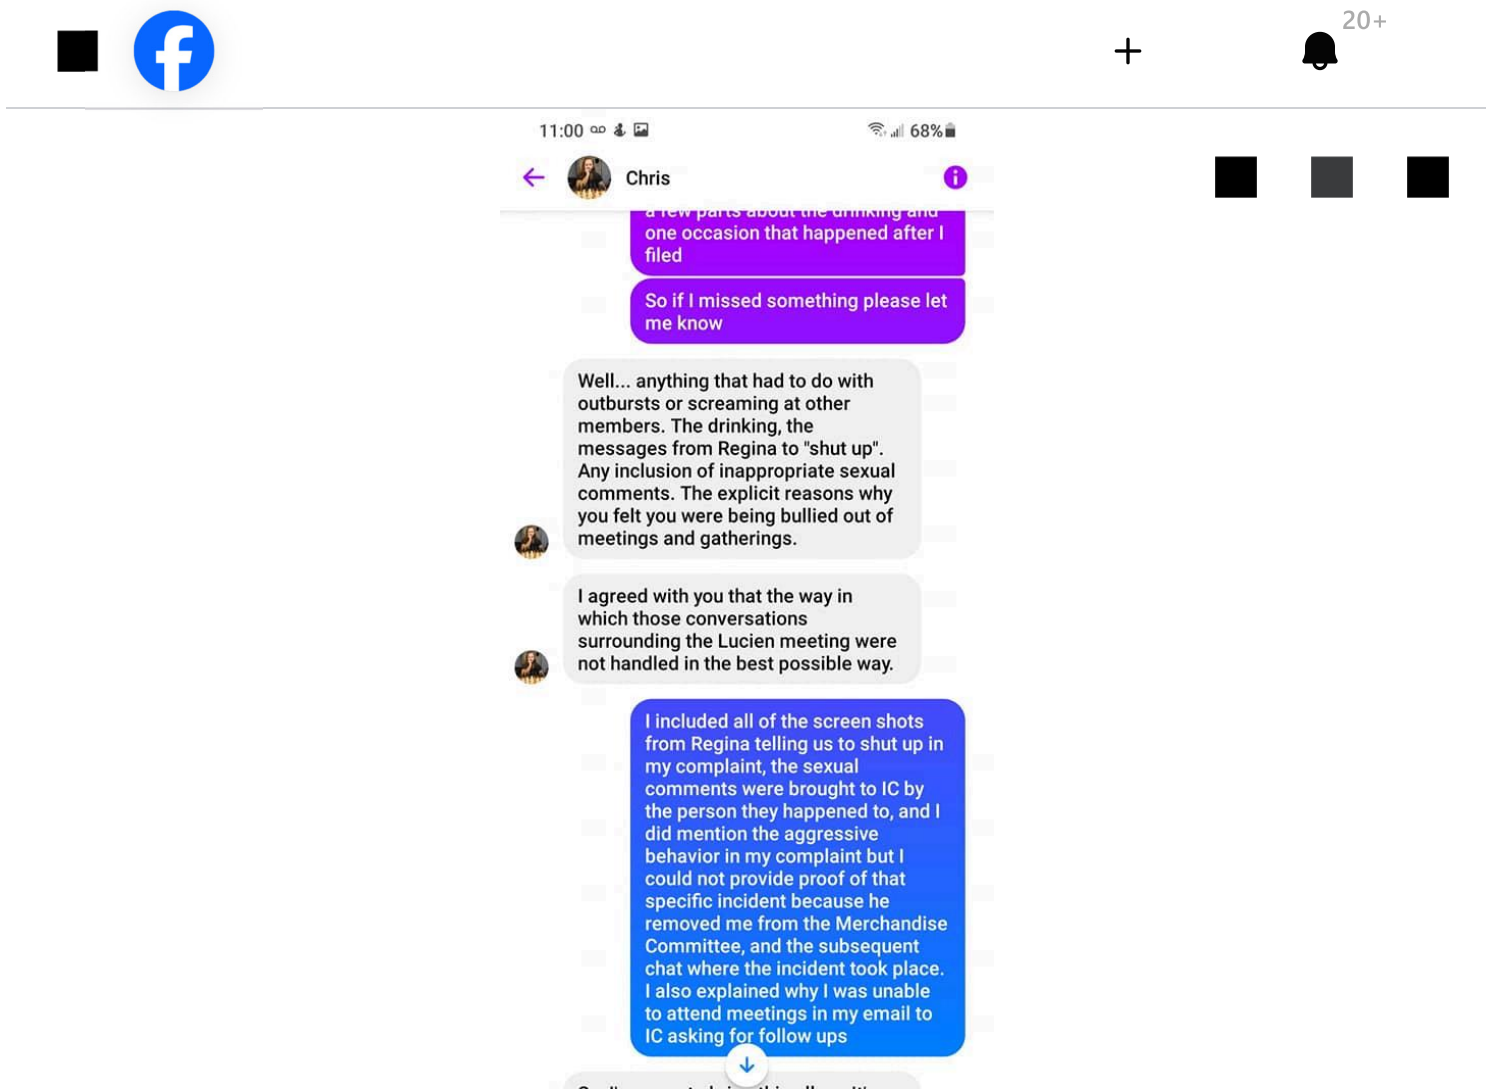 20+
11:00
68%
Chris
a few parts about the drinking and
one occasion that happened after I
filed
So if I missed something please let
me know
Well... anything that had to do with
outbursts or screaming at other
members. The drinking, the
messages from Regina to "shut up".
Any inclusion of inappropriate sexual
comments. The explicit reasons why
you felt you were being bullied out of
meetings and gatherings.
I agreed with you that the way in
which those conversations
surrounding the Lucien meeting were
not handled in the best possible way.
I included all of the screen shots
from Regina telling us to shut up in
my complaint, the sexual
comments were brought to IC by
the person they happened to, and I
did mention the aggressive
behavior in my complaint but I
could not provide proof of that
specific incident because he
removed me from the Merchandise
Committee, and the subsequent
chat where the incident took place.
I also explained why I was unable
to attend meetings in my email to
IC asking for follow ups